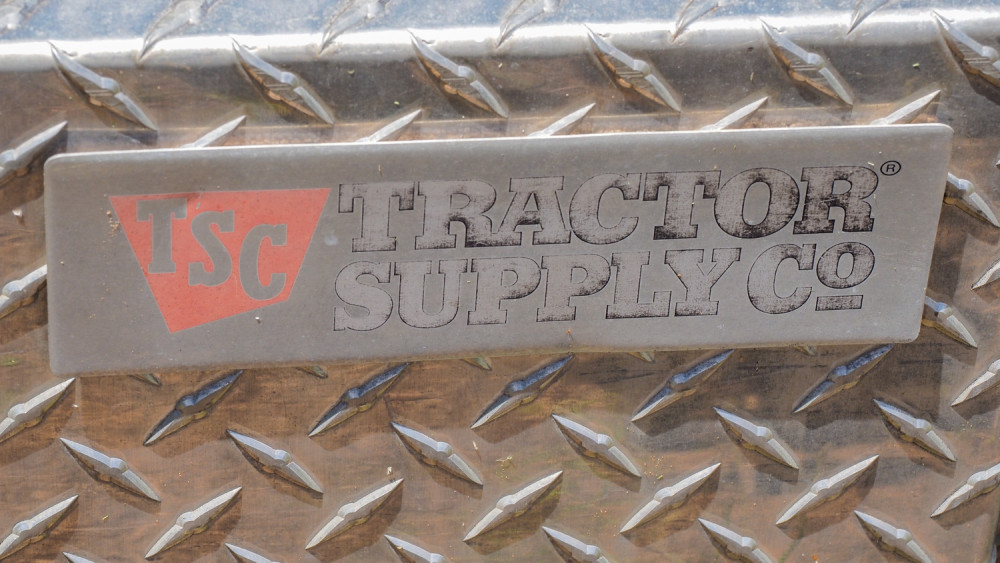 TSC
TRACTOR®
SUPPLY Cº